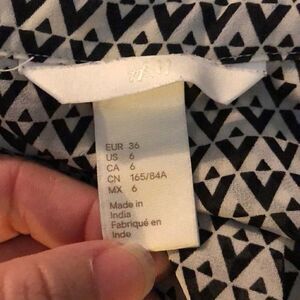 H&M
EUR 36
US 6
CA 6
CN 165/84A
MX 6
Made in
India
Fabriqué en
Inde